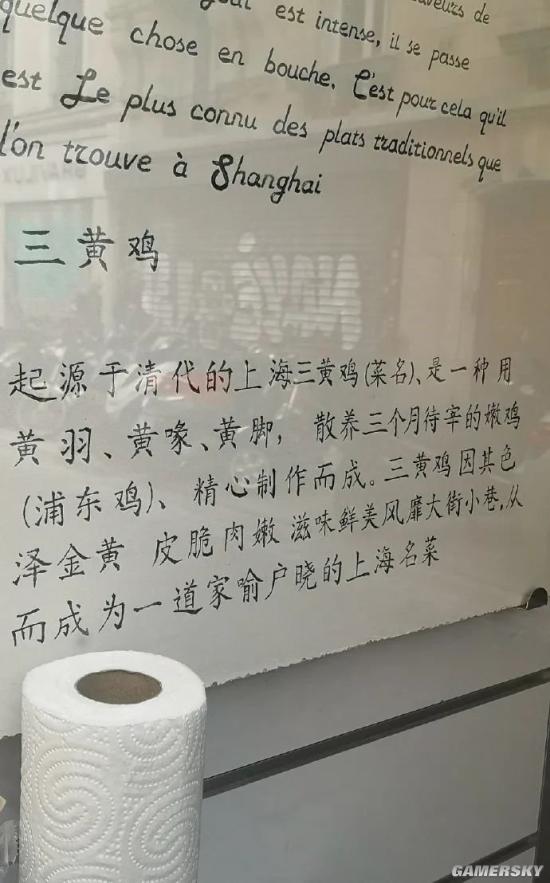 est intense, il se passe
quelque chose en bouche. C'est pour cela qu'il
est Le plus connu des plats traditionnels que
l'on trouve à Shanghai
三黄鸡
起源于清代的上海三黄鸡(菜名)、是一种用
黄羽、黄喙、黄脚，散养三个月待宰的嫩鸡
(浦东鸡)、精心制作而成。三黄鸡因其色
泽金黄 皮脆肉嫩 滋味鲜美风靡大街小巷,从
而成为一道家喻户晓的上海名菜
GAMERSKY